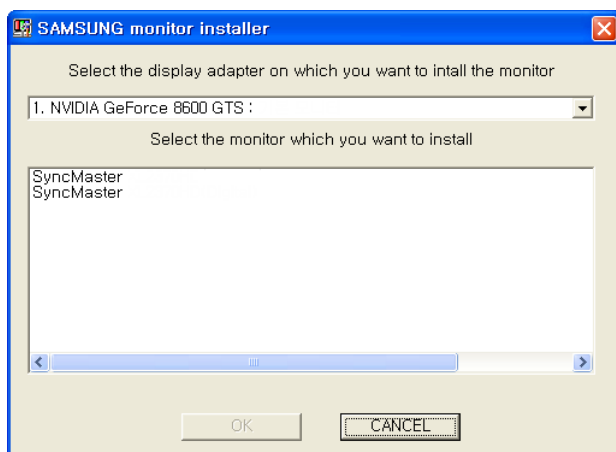 SAMSUNG monitor installer
Select the display adapter on which you want to intall the monitor
1. NVIDIA GeForce 8600 GTS :
Select the monitor which you want to install
SyncMaster
SyncMaster
OK
CANCEL